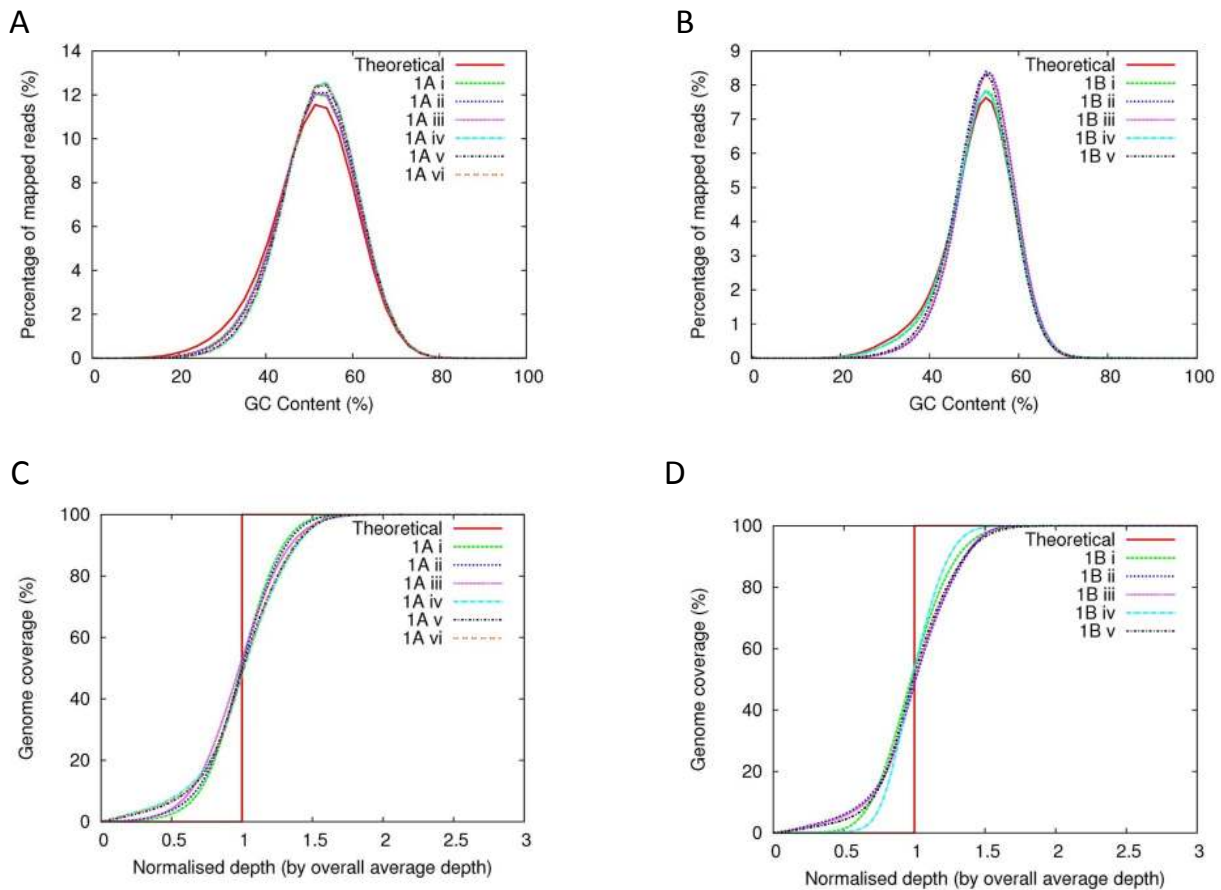 A
Percentage of mapped reads (%)
14
12
10
8
6
4
2
0
0 20 40 60 80 100
GC Content (%)
Theoretical
1A i
1A ii
1A iii
1A iv
1A v
1A vi
B
Percentage of mapped reads (%)
9
8
7
6
5
4
3
2
1
0
0 20 40 60 80 100
GC Content (%)
Theoretical
1B i
1B ii
1B iii
1B iv
1B v
C
Genome coverage (%)
100
80
60
40
20
0
0 0.5 1 1.5 2 2.5 3
Normalised depth (by overall average depth)
Theoretical
1A i
1A ii
1A iii
1A iv
1A v
1A vi
D
Genome coverage (%)
100
80
60
40
20
0
0 0.5 1 1.5 2 2.5 3
Normalised depth (by overall average depth)
Theoretical
1B i
1B ii
1B iii
1B iv
1B v